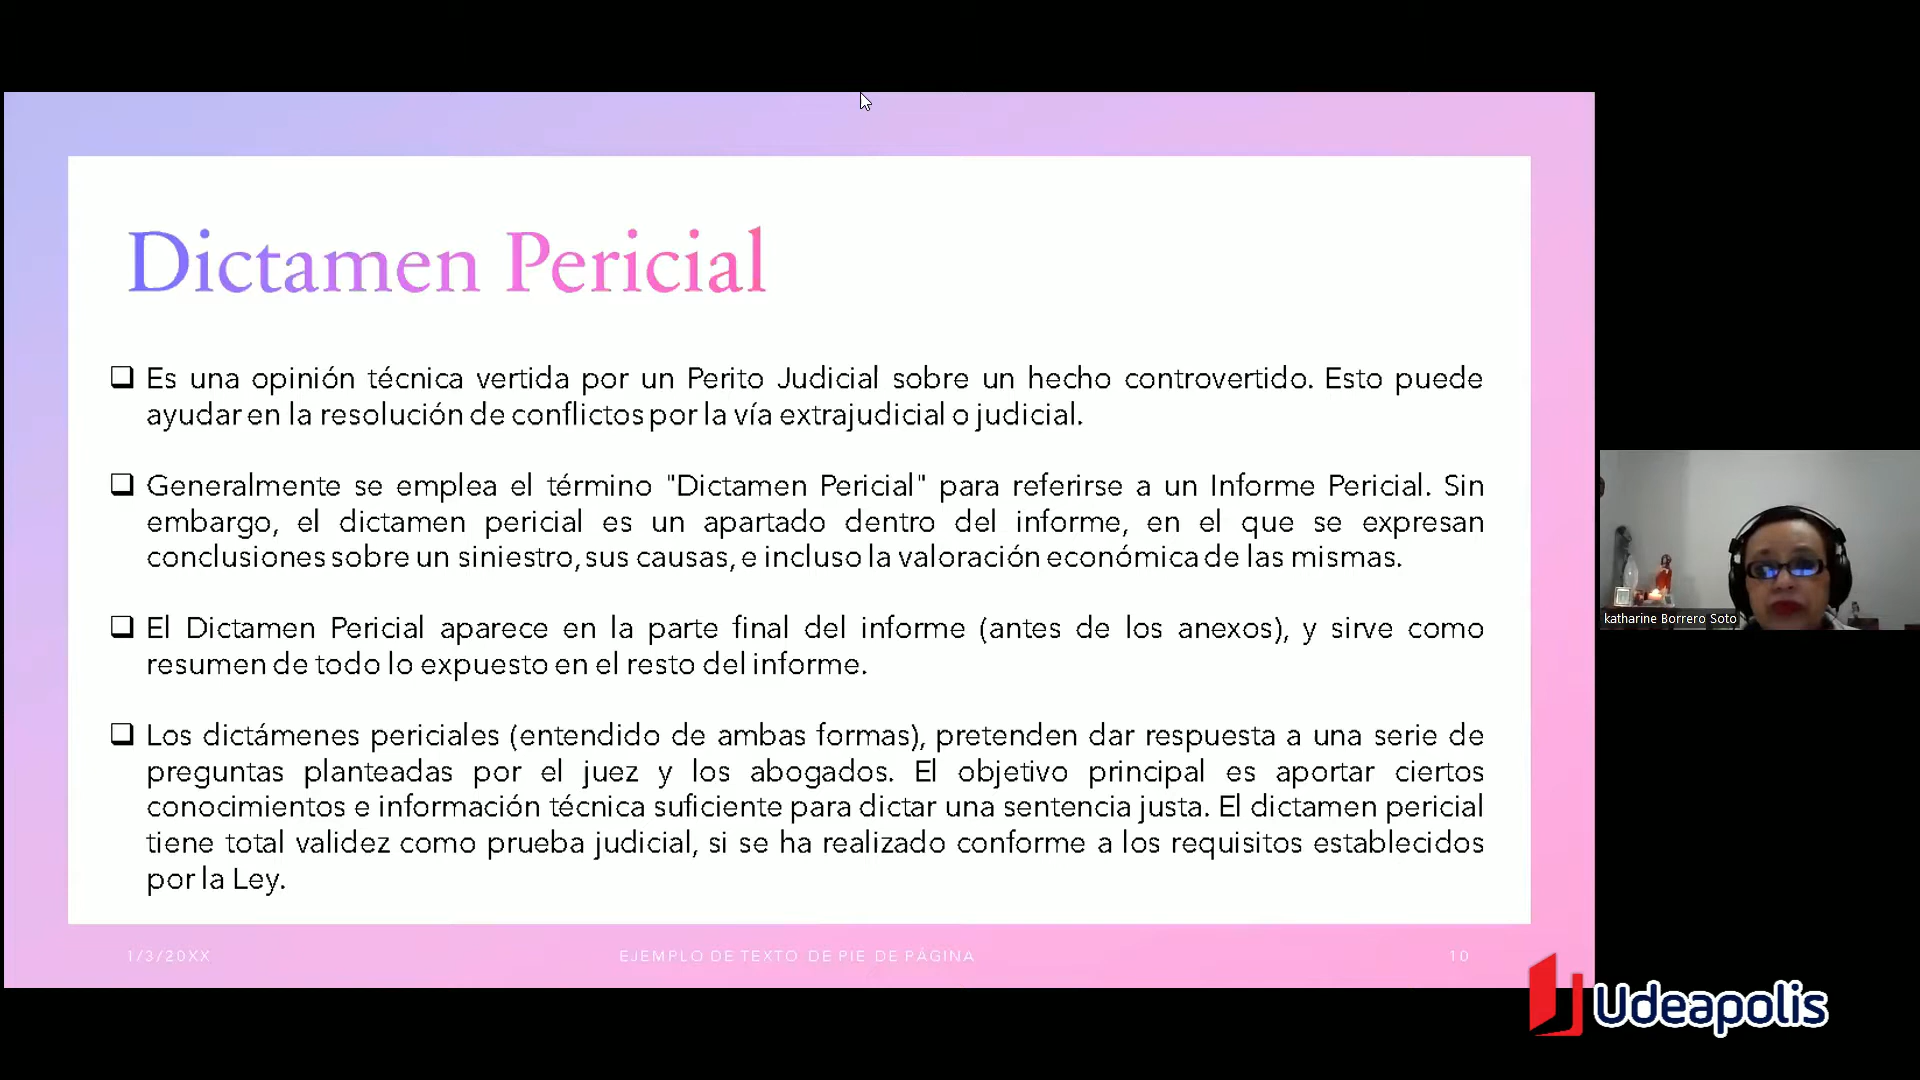 Dictamen Pericial
❑ Es una opinión técnica vertida por un Perito Judicial sobre un hecho controvertido. Esto puede
ayudar en la resolución de conflictos por la vía extrajudicial o judicial.
❑ Generalmente se emplea el término "Dictamen Pericial" para referirse a un Informe Pericial. Sin
embargo, el dictamen pericial es un apartado dentro del informe, en el que se expresan
conclusiones sobre un siniestro, sus causas, e incluso la valoración económica de las mismas.
❑ El Dictamen Pericial aparece en la parte final del informe (antes de los anexos), y sirve como
resumen de todo lo expuesto en el resto del informe.
❑ Los dictámenes periciales (entendido de ambas formas), pretenden dar respuesta a una serie de
preguntas planteadas por el juez y los abogados. El objetivo principal es aportar ciertos
conocimientos e información técnica suficiente para dictar una sentencia justa. El dictamen pericial
tiene total validez como prueba judicial, si se ha realizado conforme a los requisitos establecidos
por la Ley.
1/3/20XX
EJEMPLO DE TEXTO DE PIE DE PÁGINA
10
katharine Borrero Soto
Udeapolis